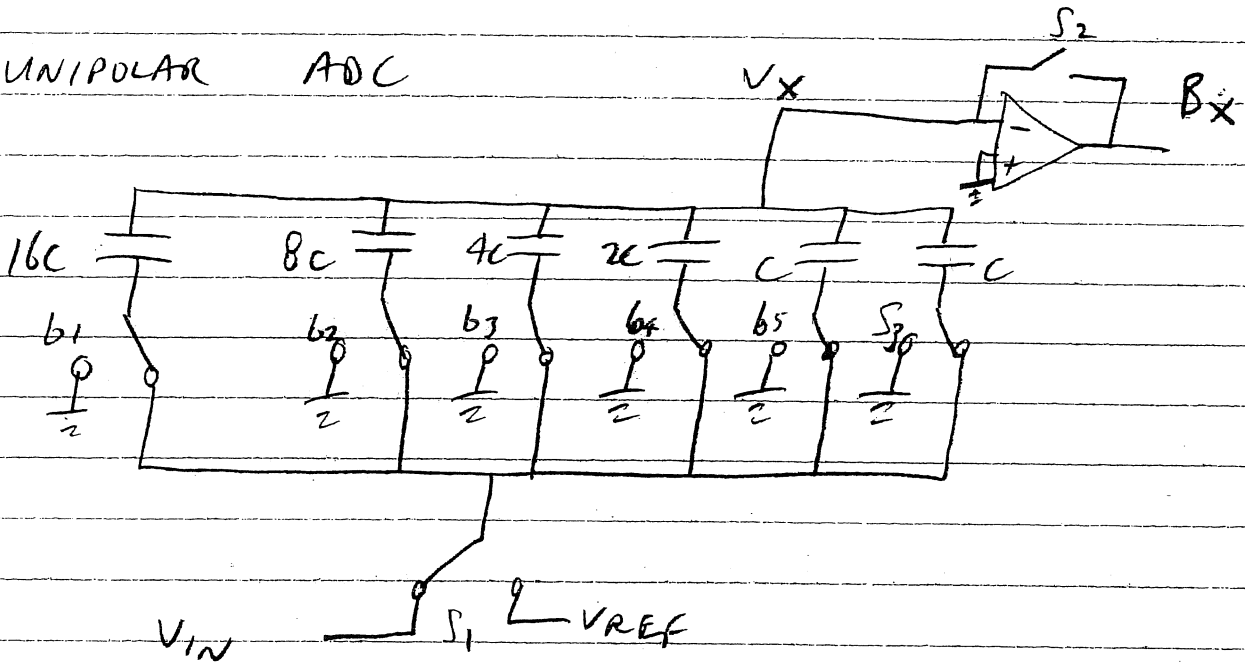 UNIPOLAR ADC
S2
VX
BX
-
+
16C
8C
4C
2C
C
C
b1
b2
b3
b4
b5
S3
VIN
S1
VREF